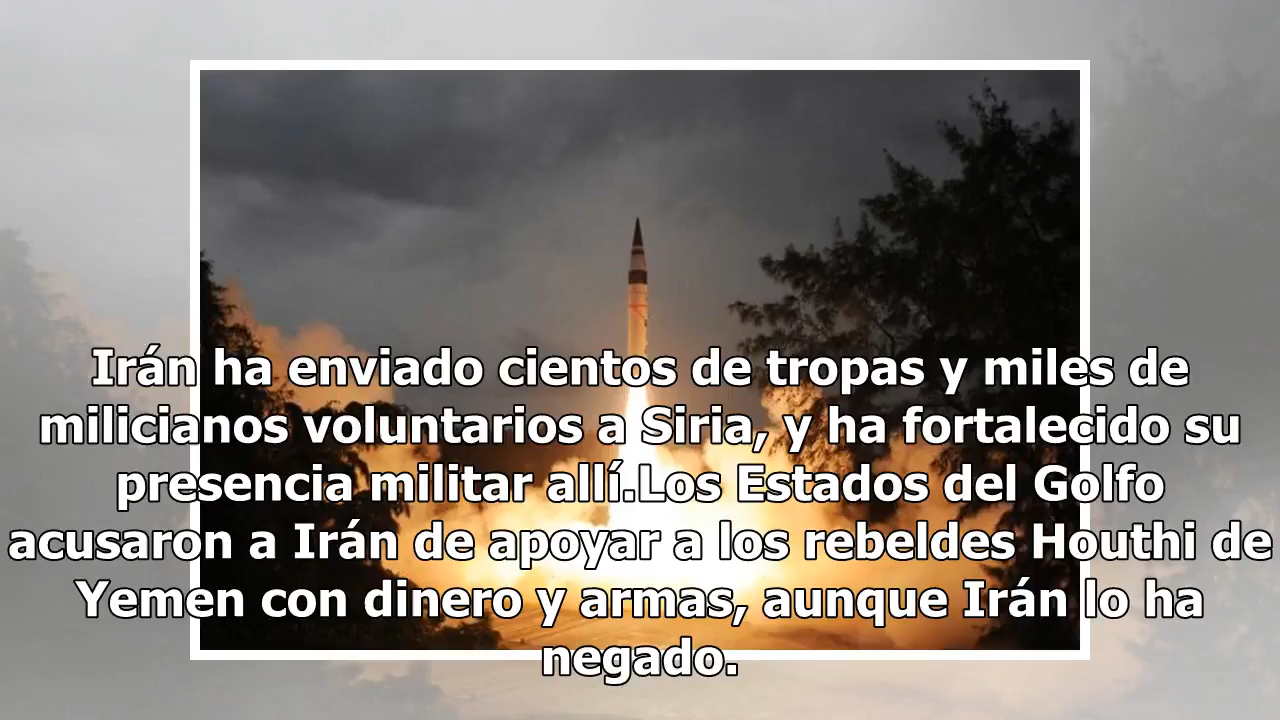 Irán ha enviado cientos de tropas y miles de
milicianos voluntarios a Siria, y ha fortalecido su
presencia militar allí.Los Estados del Golfo
acusaron a Irán de apoyar a los rebeldes Houthi de
Yemen con dinero y armas, aunque Irán lo ha
negado.